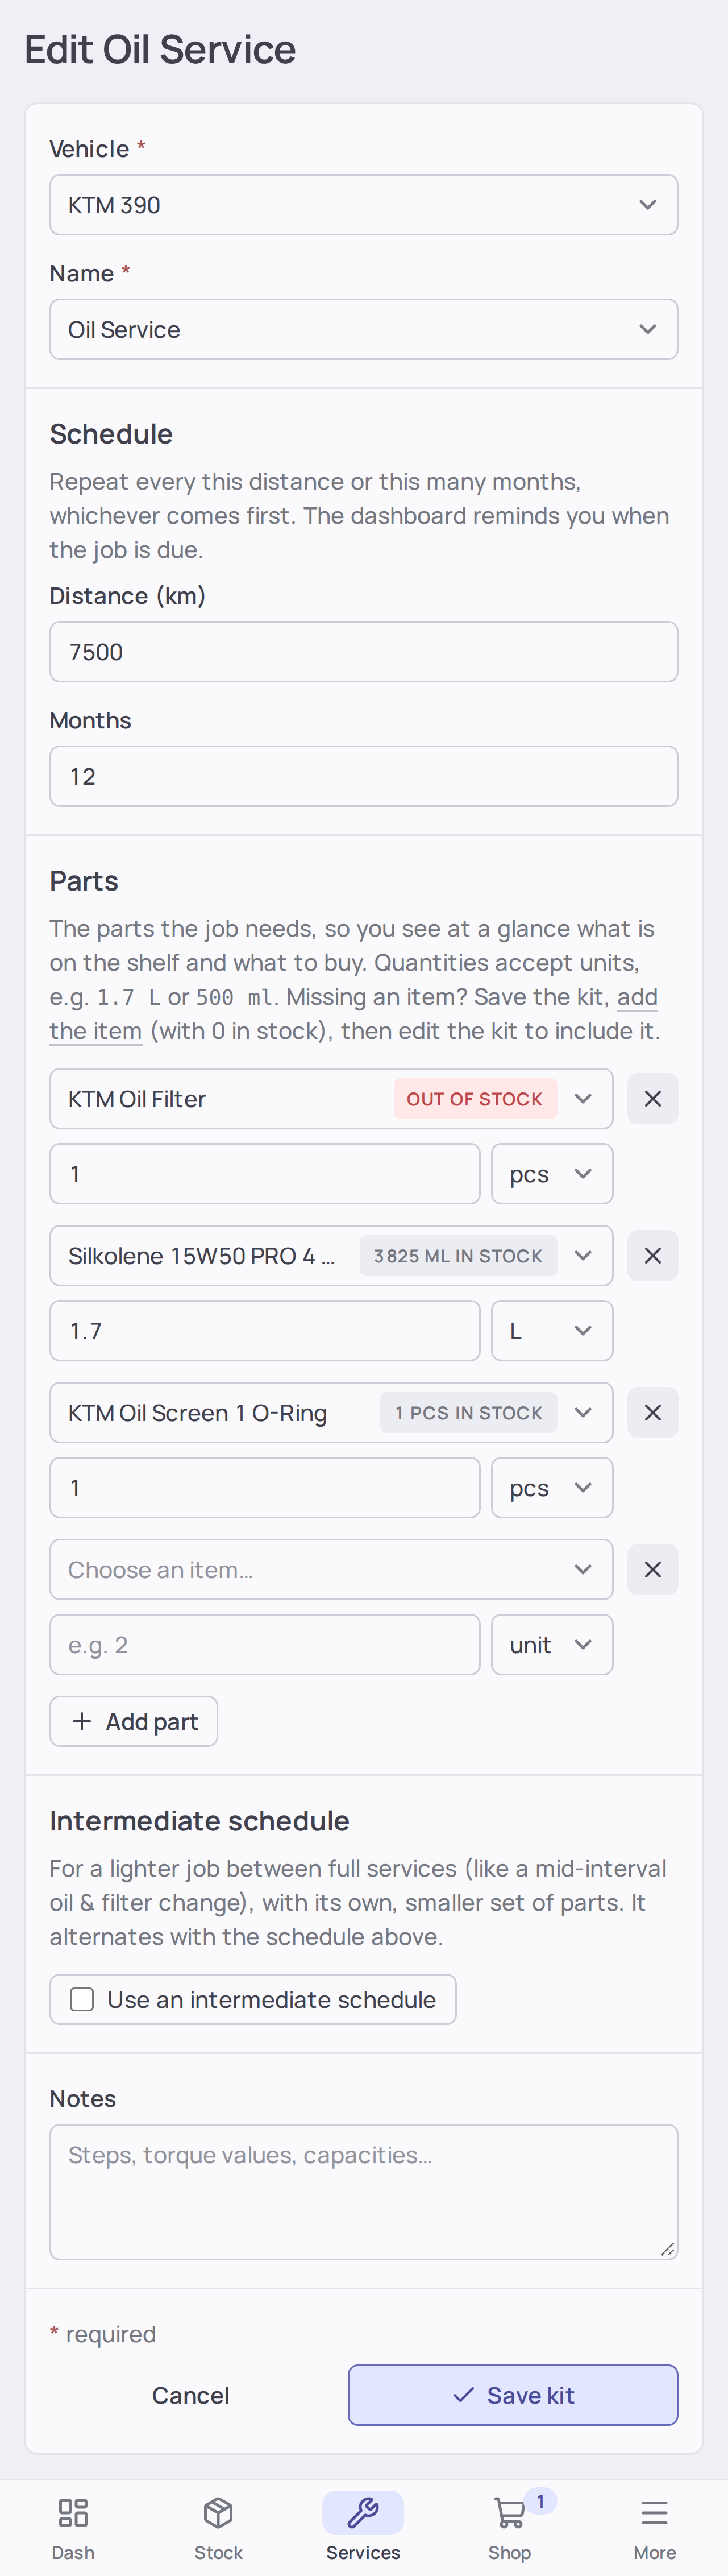 Edit Oil Service
Vehicle *
KTM 390
Name *
Oil Service
Schedule
Repeat every this distance or this many months,
whichever comes first. The dashboard reminds you when
the job is due.
Distance (km)
7500
Months
12
Parts
The parts the job needs, so you see at a glance what is
on the shelf and what to buy. Quantities accept units,
e.g. 1.7 L or 500 ml. Missing an item? Save the kit, add
the item (with 0 in stock), then edit the kit to include it.
KTM Oil Filter OUT OF STOCK
1 pcs
Silkolene 15W50 PRO 4 ... 3 825 ML IN STOCK
1.7 L
KTM Oil Screen 1 O-Ring 1 PCS IN STOCK
1 pcs
Choose an item...
e.g. 2 unit
Add part
Intermediate schedule
For a lighter job between full services (like a mid-interval
oil & filter change), with its own, smaller set of parts. It
alternates with the schedule above.
Use an intermediate schedule
Notes
Steps, torque values, capacities...
* required
Cancel Save kit
1
Dash Stock Services Shop More